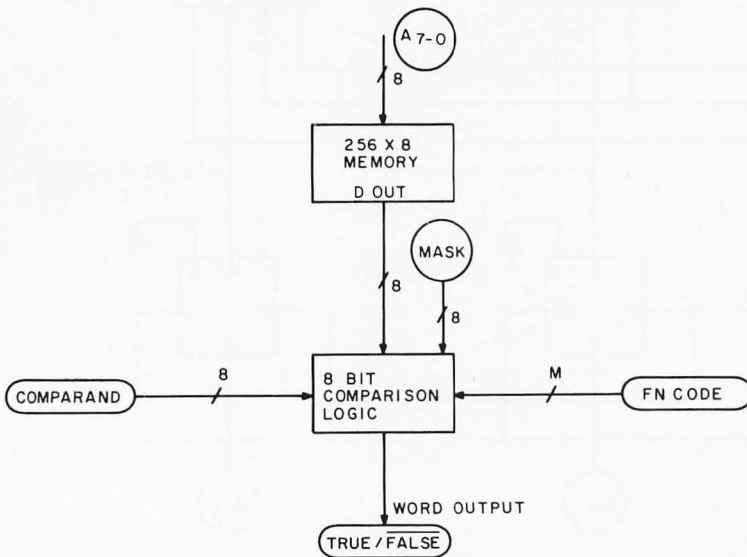 A 7-0
8
256 X 8
MEMORY
D OUT
MASK
8
8
8
8 BIT
COMPARISON
LOGIC
M
COMPARAND
FN CODE
WORD OUTPUT
TRUE/FALSE